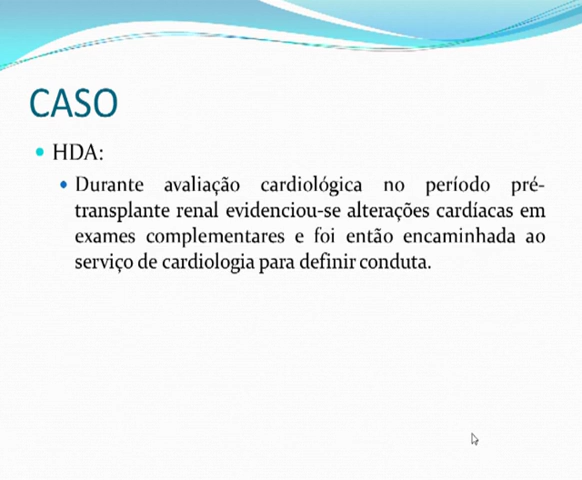 CASO
HDA:
Durante avaliação cardiológica no período pré-
transplante renal evidenciou-se alterações cardíacas em
exames complementares e foi então encaminhada ao
serviço de cardiologia para definir conduta.